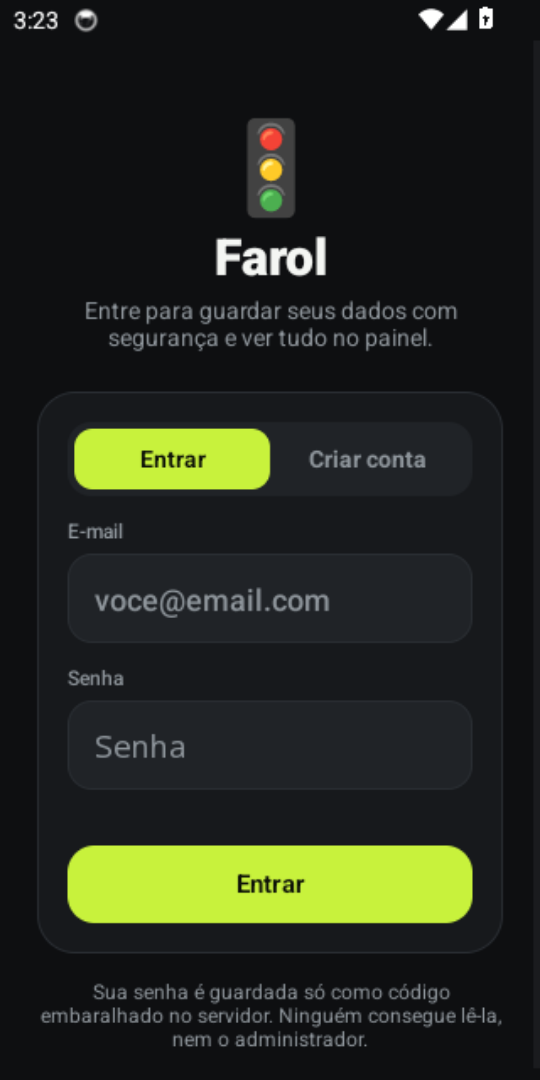 3:23
Farol
Entre para guardar seus dados com
segurança e ver tudo no painel.
Entrar
Criar conta
E-mail
voce@email.com
Senha
Senha
Entrar
Sua senha é guardada só como código
embaralhado no servidor. Ninguém consegue lê-la,
nem o administrador.